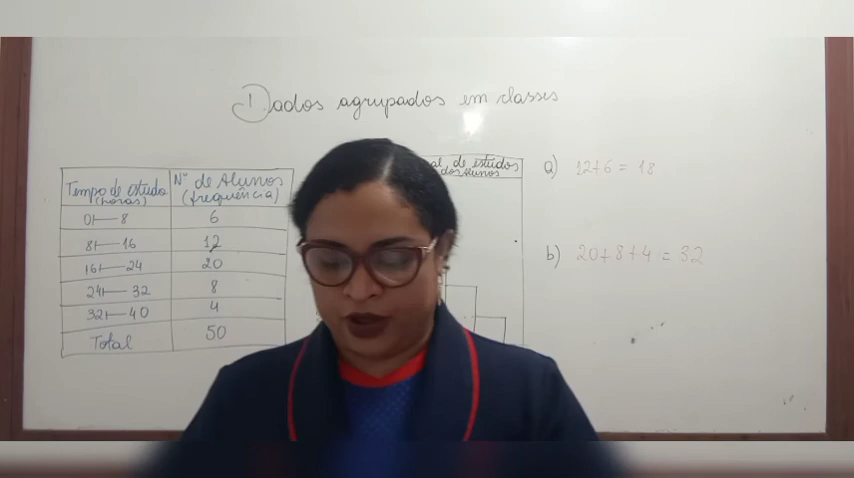 Dados agrupados em classes
Tempo de estudo
(horas)
Nº de Alunos
(frequência)
0⊢8
6
8⊢16
12
16⊢24
20
24⊢32
8
32⊢40
4
Total
50
de estudos
dos Alunos
a) 12+6 = 18
b) 20+8+4 = 32